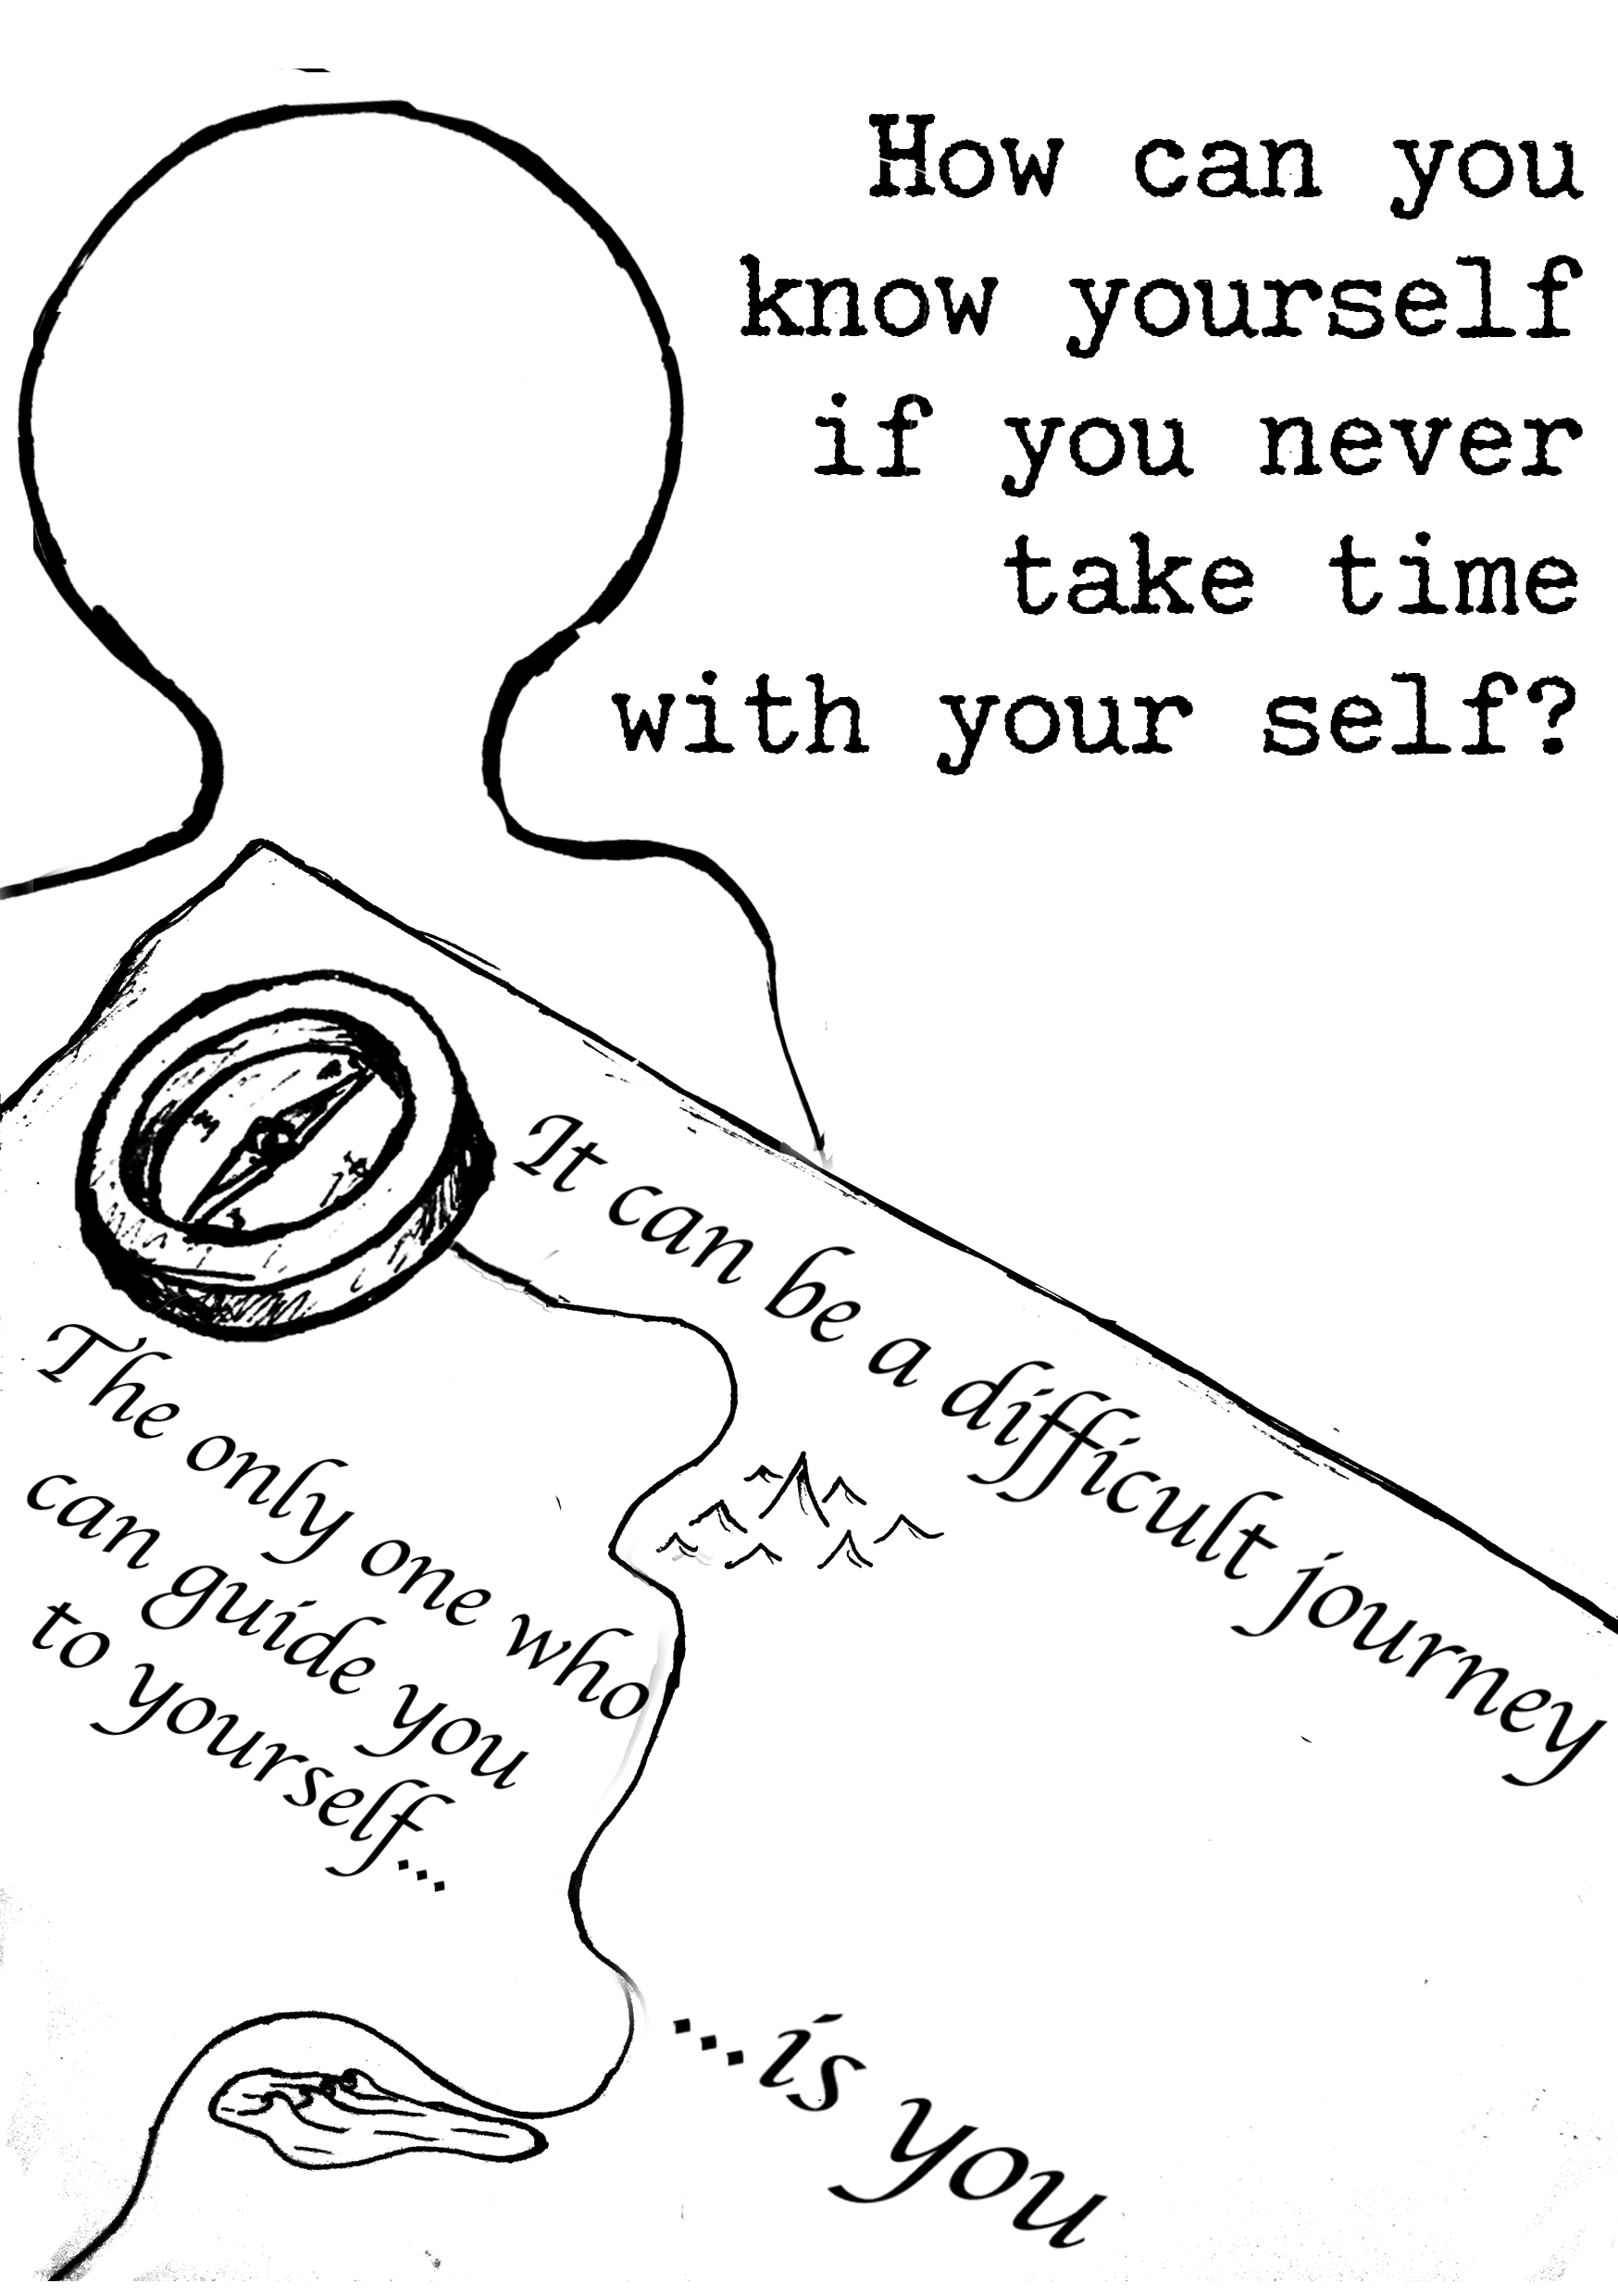 How can you
know yourself
if you never
take time
with your self?
It can be a difficult journey
The only one who
can guide you
to yourself...
...is you